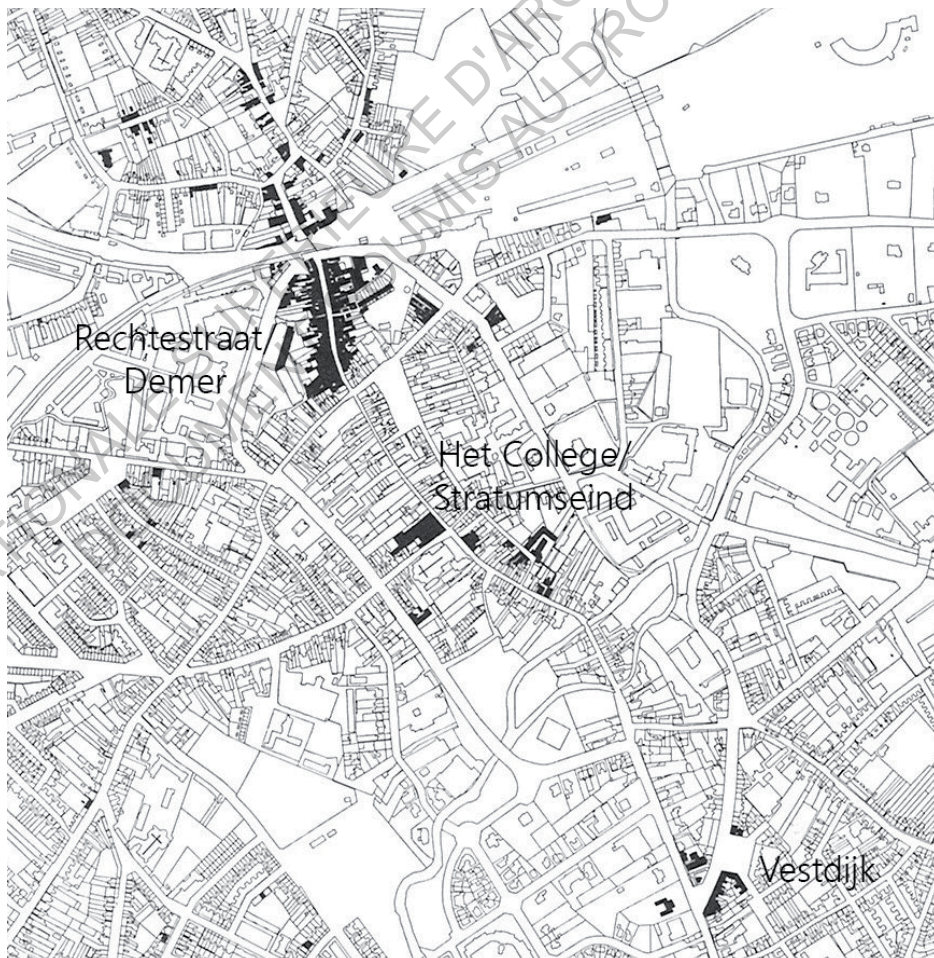 Rechtestraat/
Demer
Het College/
Stratumseind
Vestdijk